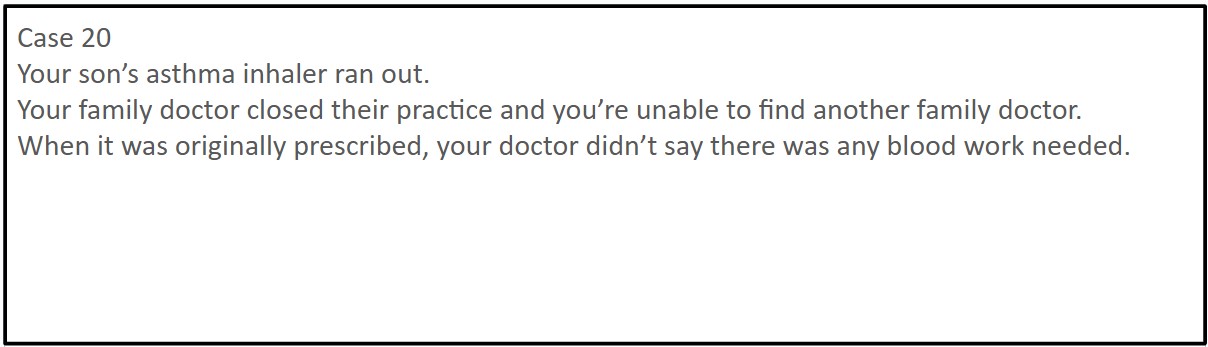 Case 20
Your son’s asthma inhaler ran out.
Your family doctor closed their practice and you’re unable to find another family doctor.
When it was originally prescribed, your doctor didn’t say there was any blood work needed.